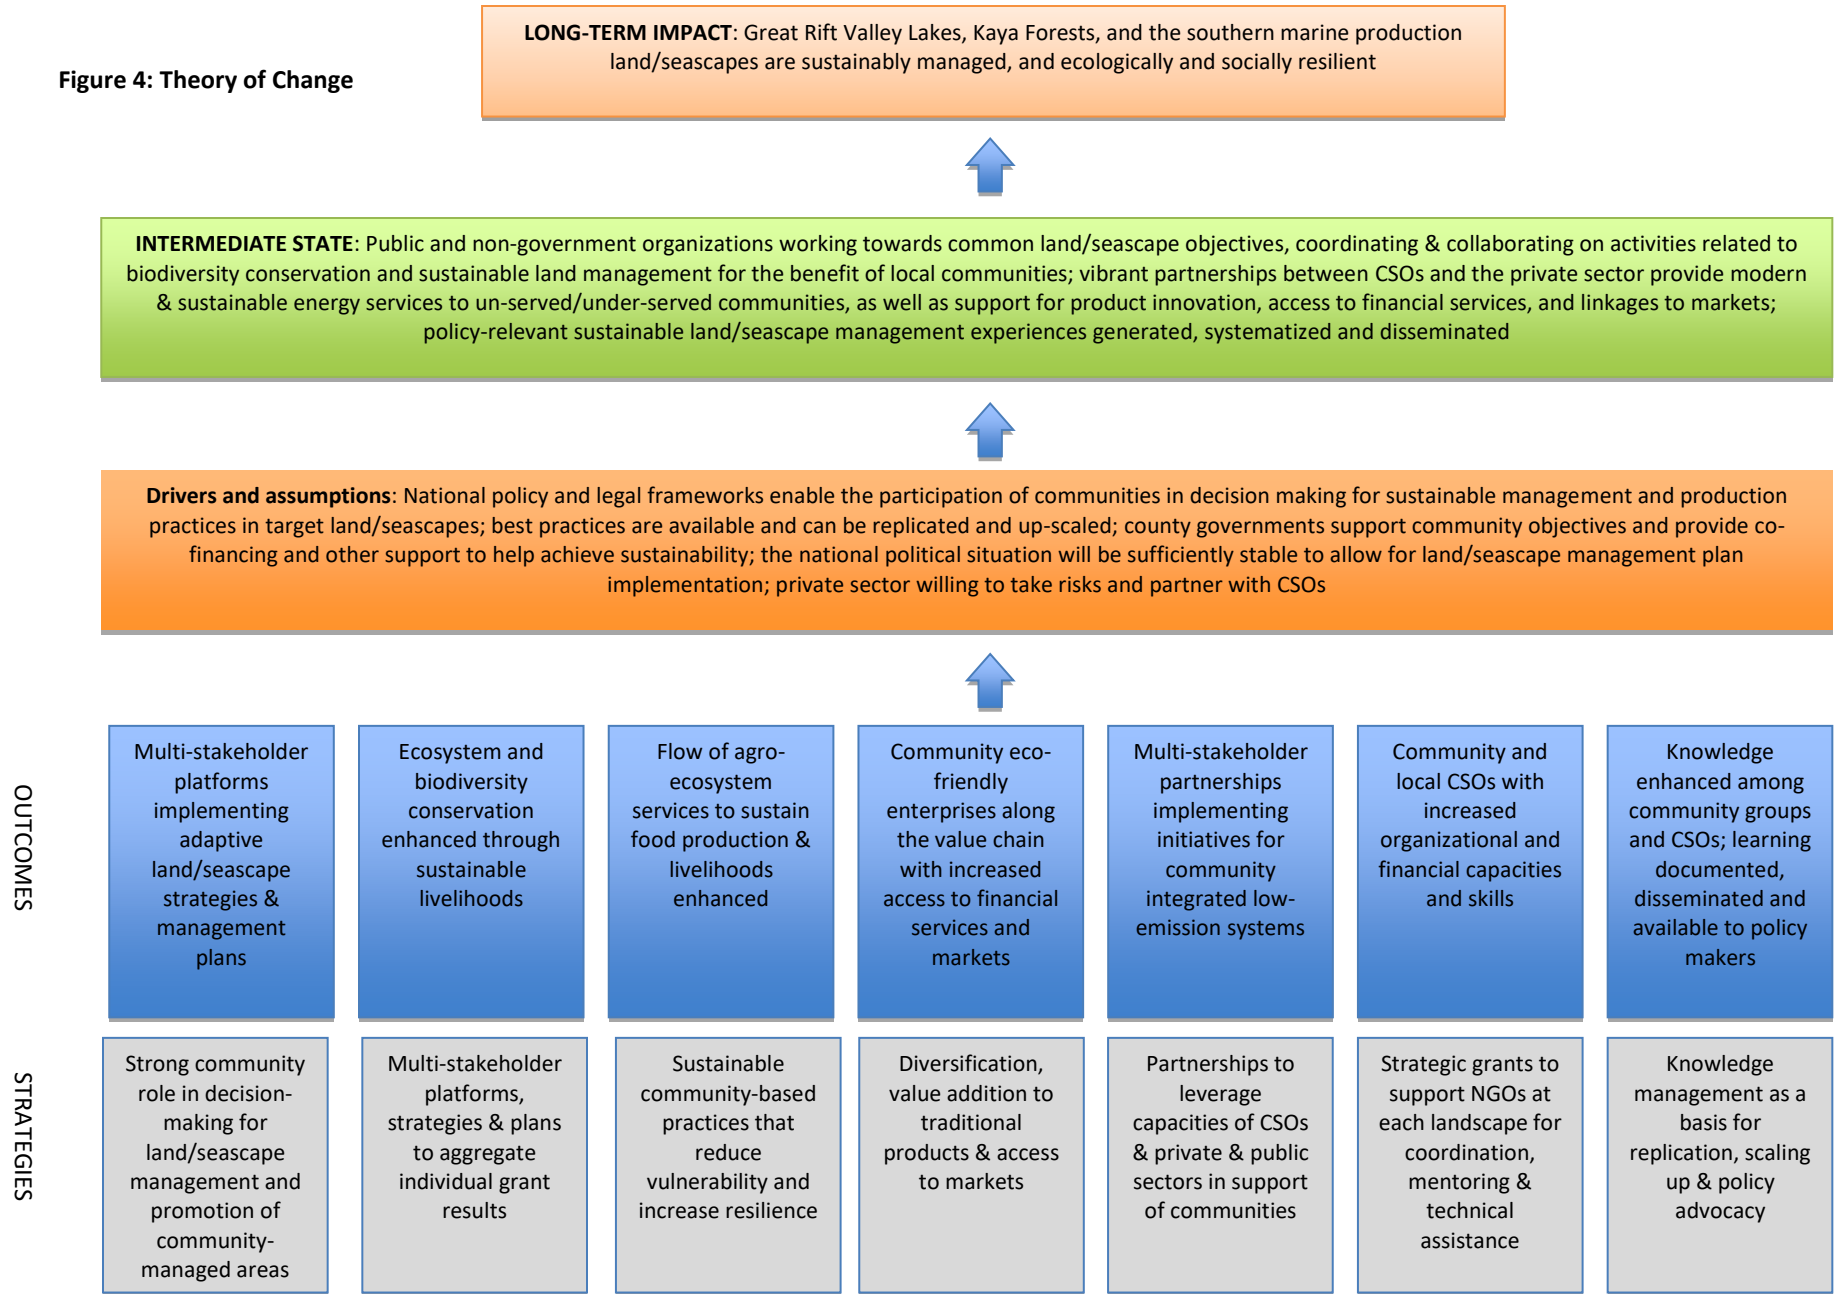 LONG-TERM IMPACT: Great Rift Valley Lakes, Kaya Forests, and the southern marine production
land/seascapes are sustainably managed, and ecologically and socially resilient
Figure 4: Theory of Change
INTERMEDIATE STATE: Public and non-government organizations working towards common land/seascape objectives, coordinating & collaborating on activities related to
biodiversity conservation and sustainable land management for the benefit of local communities; vibrant partnerships between CSOs and the private sector provide modern
& sustainable energy services to un-served/under-served communities, as well as support for product innovation, access to financial services, and linkages to markets;
policy-relevant sustainable land/seascape management experiences generated, systematized and disseminated
Drivers and assumptions: National policy and legal frameworks enable the participation of communities in decision making for sustainable management and production
practices in target land/seascapes; best practices are available and can be replicated and up-scaled; county governments support community objectives and provide co-
financing and other support to help achieve sustainability; the national political situation will be sufficiently stable to allow for land/seascape management plan
implementation; private sector willing to take risks and partner with CSOs
OUTCOMES
Multi-stakeholder
platforms
implementing
adaptive
land/seascape
strategies &
management
plans
Ecosystem and
biodiversity
conservation
enhanced through
sustainable
livelihoods
Flow of agro-
ecosystem
services to sustain
food production &
livelihoods
enhanced
Community eco-
friendly
enterprises along
the value chain
with increased
access to financial
services and
markets
Multi-stakeholder
partnerships
implementing
initiatives for
community
integrated low-
emission systems
Community and
local CSOs with
increased
organizational and
financial capacities
and skills
Knowledge
enhanced among
community groups
and CSOs; learning
documented,
disseminated and
available to policy
makers
STRATEGIES
Strong community
role in decision-
making for
land/seascape
management and
promotion of
community-
managed areas
Multi-stakeholder
platforms,
strategies & plans
to aggregate
individual grant
results
Sustainable
community-based
practices that
reduce
vulnerability and
increase resilience
Diversification,
value addition to
traditional
products & access
to markets
Partnerships to
leverage
capacities of CSOs
& private & public
sectors in support
of communities
Strategic grants to
support NGOs at
each landscape for
coordination,
mentoring &
technical
assistance
Knowledge
management as a
basis for
replication, scaling
up & policy
advocacy